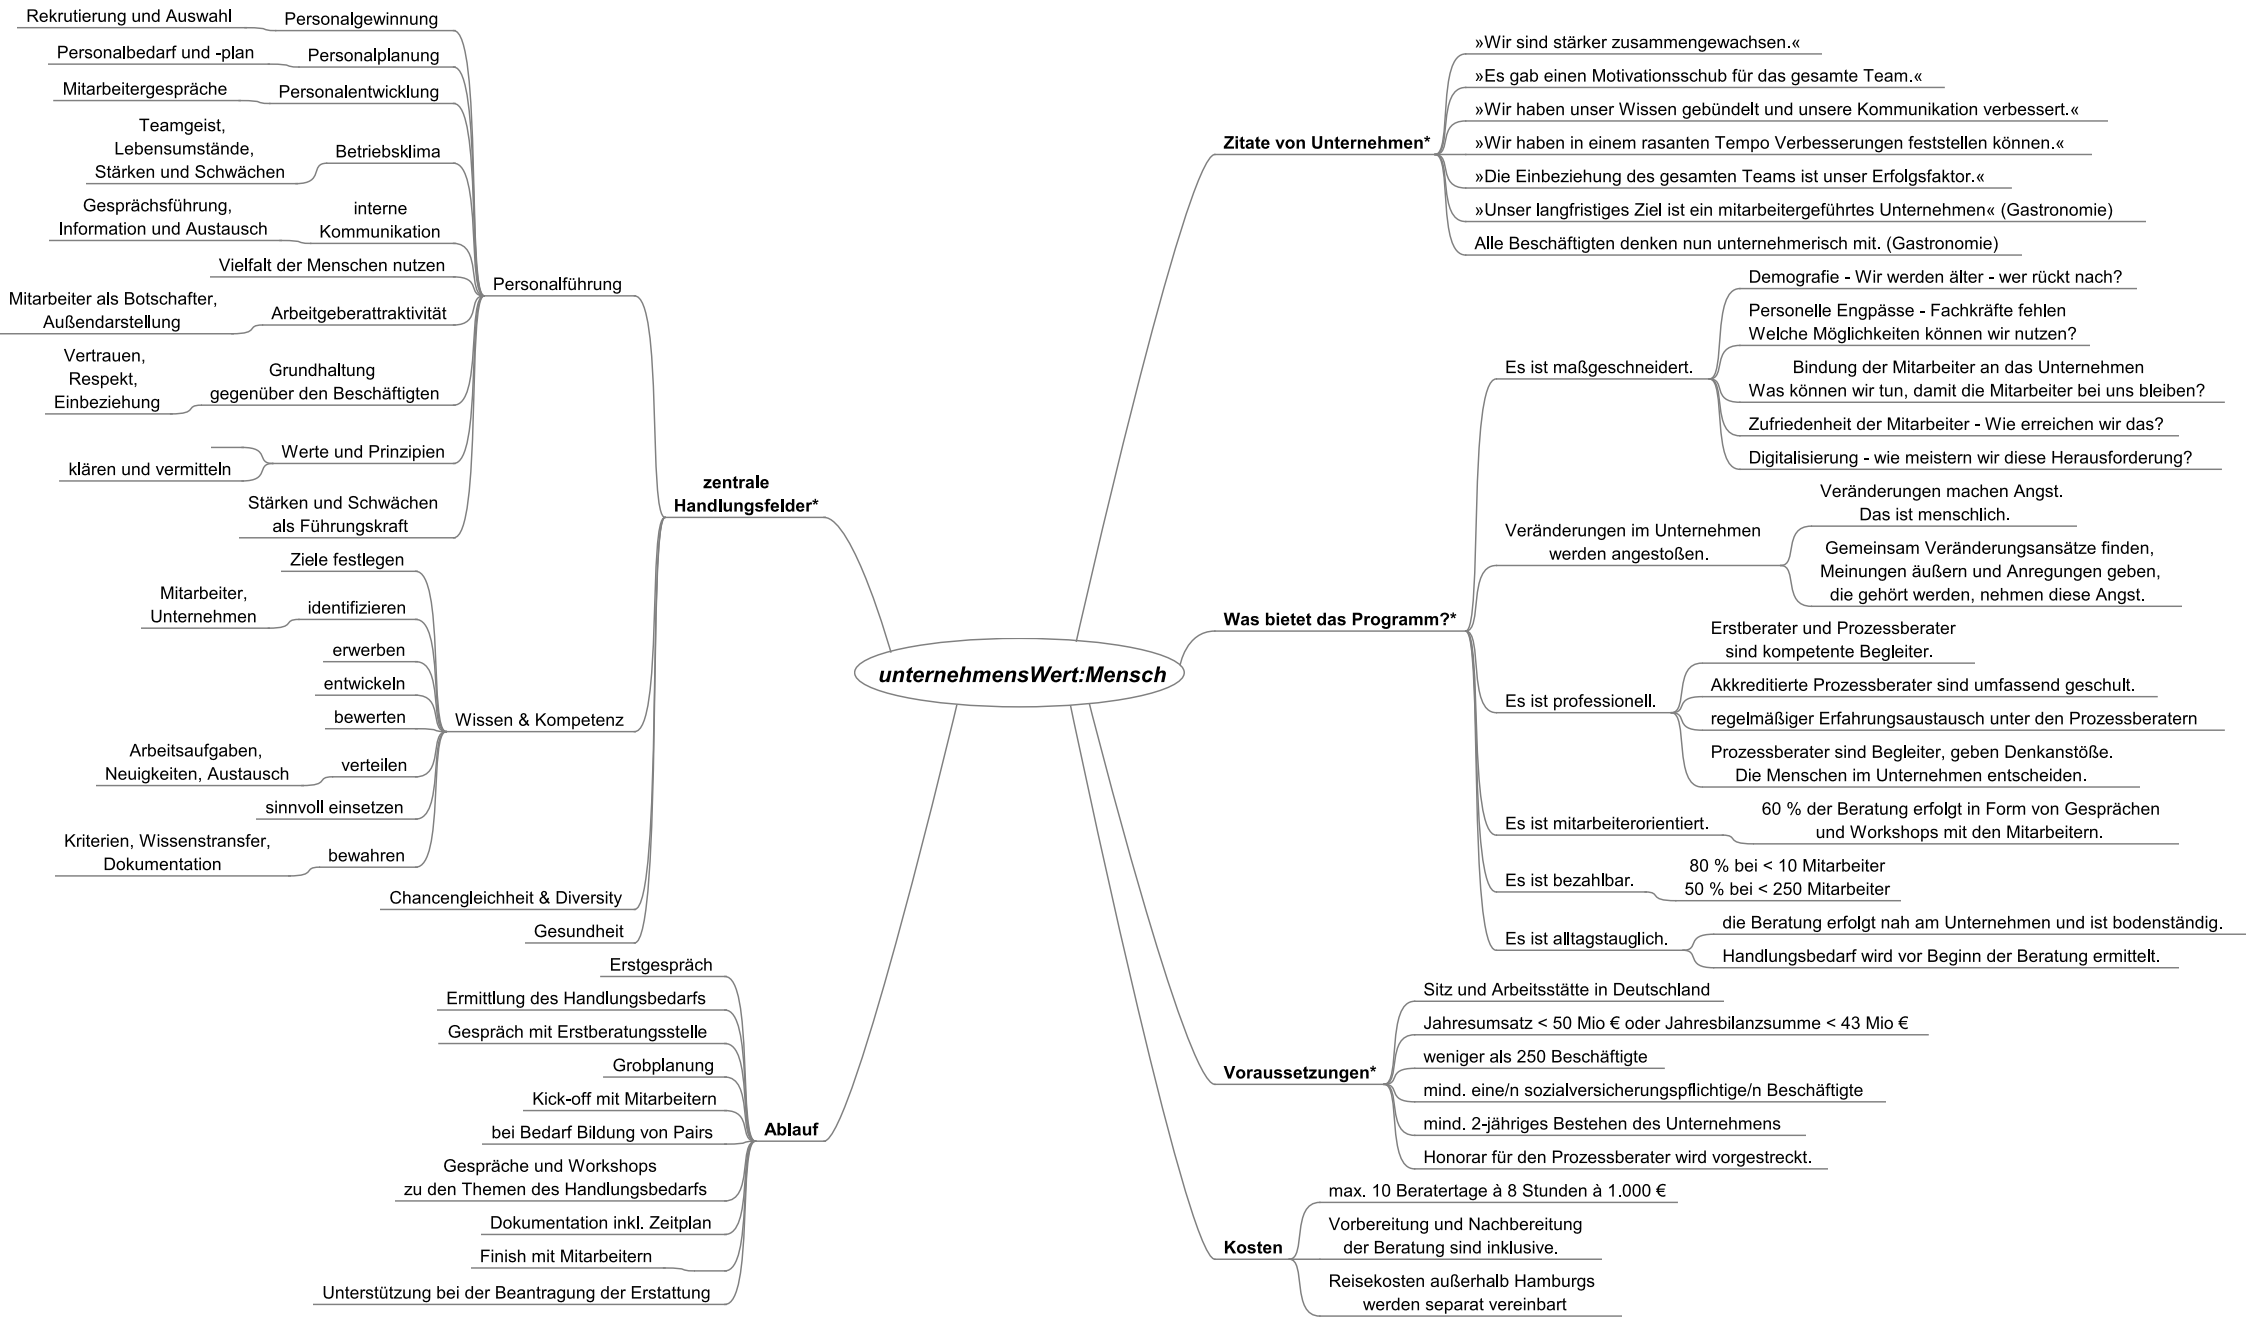 unternehmensWert:Mensch
Zitate von Unternehmen*
»Wir sind stärker zusammengewachsen.«
»Es gab einen Motivationsschub für das gesamte Team.«
»Wir haben unser Wissen gebündelt und unsere Kommunikation verbessert.«
»Wir haben in einem rasanten Tempo Verbesserungen feststellen können.«
»Die Einbeziehung des gesamten Teams ist unser Erfolgsfaktor.«
»Unser langfristiges Ziel ist ein mitarbeitergeführtes Unternehmen« (Gastronomie)
Alle Beschäftigten denken nun unternehmerisch mit. (Gastronomie)
Was bietet das Programm?*
Es ist maßgeschneidert.
Demografie - Wir werden älter - wer rückt nach?
Personelle Engpässe - Fachkräfte fehlen
Welche Möglichkeiten können wir nutzen?
Bindung der Mitarbeiter an das Unternehmen
Was können wir tun, damit die Mitarbeiter bei uns bleiben?
Zufriedenheit der Mitarbeiter - Wie erreichen wir das?
Digitalisierung - wie meistern wir diese Herausforderung?
Veränderungen im Unternehmen
werden angestoßen.
Veränderungen machen Angst.
Das ist menschlich.
Gemeinsam Veränderungsansätze finden,
Meinungen äußern und Anregungen geben,
die gehört werden, nehmen diese Angst.
Es ist professionell.
Erstberater und Prozessberater
sind kompetente Begleiter.
Akkreditierte Prozessberater sind umfassend geschult.
regelmäßiger Erfahrungsaustausch unter den Prozessberatern
Prozessberater sind Begleiter, geben Denkanstöße.
Die Menschen im Unternehmen entscheiden.
Es ist mitarbeiterorientiert.
60 % der Beratung erfolgt in Form von Gesprächen
und Workshops mit den Mitarbeitern.
Es ist bezahlbar.
80 % bei < 10 Mitarbeiter
50 % bei < 250 Mitarbeiter
Es ist alltagstauglich.
die Beratung erfolgt nah am Unternehmen und ist bodenständig.
Handlungsbedarf wird vor Beginn der Beratung ermittelt.
Voraussetzungen*
Sitz und Arbeitsstätte in Deutschland
Jahresumsatz < 50 Mio € oder Jahresbilanzsumme < 43 Mio €
weniger als 250 Beschäftigte
mind. eine/n sozialversicherungspflichtige/n Beschäftigte
mind. 2-jähriges Bestehen des Unternehmens
Honorar für den Prozessberater wird vorgestreckt.
Kosten
max. 10 Beratertage à 8 Stunden à 1.000 €
Vorbereitung und Nachbereitung
der Beratung sind inklusive.
Reisekosten außerhalb Hamburgs
werden separat vereinbart
zentrale
Handlungsfelder*
Personalführung
Personalgewinnung
Rekrutierung und Auswahl
Personalplanung
Personalbedarf und -plan
Personalentwicklung
Mitarbeitergespräche
Betriebsklima
Teamgeist,
Lebensumstände,
Stärken und Schwächen
interne
Kommunikation
Gesprächsführung,
Information und Austausch
Vielfalt der Menschen nutzen
Arbeitgeberattraktivität
Mitarbeiter als Botschafter,
Außendarstellung
Grundhaltung
gegenüber den Beschäftigten
Vertrauen,
Respekt,
Einbeziehung
Werte und Prinzipien
klären und vermitteln
Stärken und Schwächen
als Führungskraft
Wissen & Kompetenz
Ziele festlegen
identifizieren
Mitarbeiter,
Unternehmen
erwerben
entwickeln
bewerten
verteilen
Arbeitsaufgaben,
Neuigkeiten, Austausch
sinnvoll einsetzen
bewahren
Kriterien, Wissenstransfer,
Dokumentation
Chancengleichheit & Diversity
Gesundheit
Ablauf
Erstgespräch
Ermittlung des Handlungsbedarfs
Gespräch mit Erstberatungsstelle
Grobplanung
Kick-off mit Mitarbeitern
bei Bedarf Bildung von Pairs
Gespräche und Workshops
zu den Themen des Handlungsbedarfs
Dokumentation inkl. Zeitplan
Finish mit Mitarbeitern
Unterstützung bei der Beantragung der Erstattung